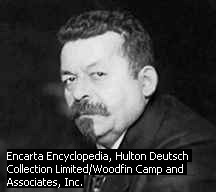 Encarta Encyclopedia, Hulton Deutsch
Collection Limited/Woodfin Camp and
Associates, Inc.